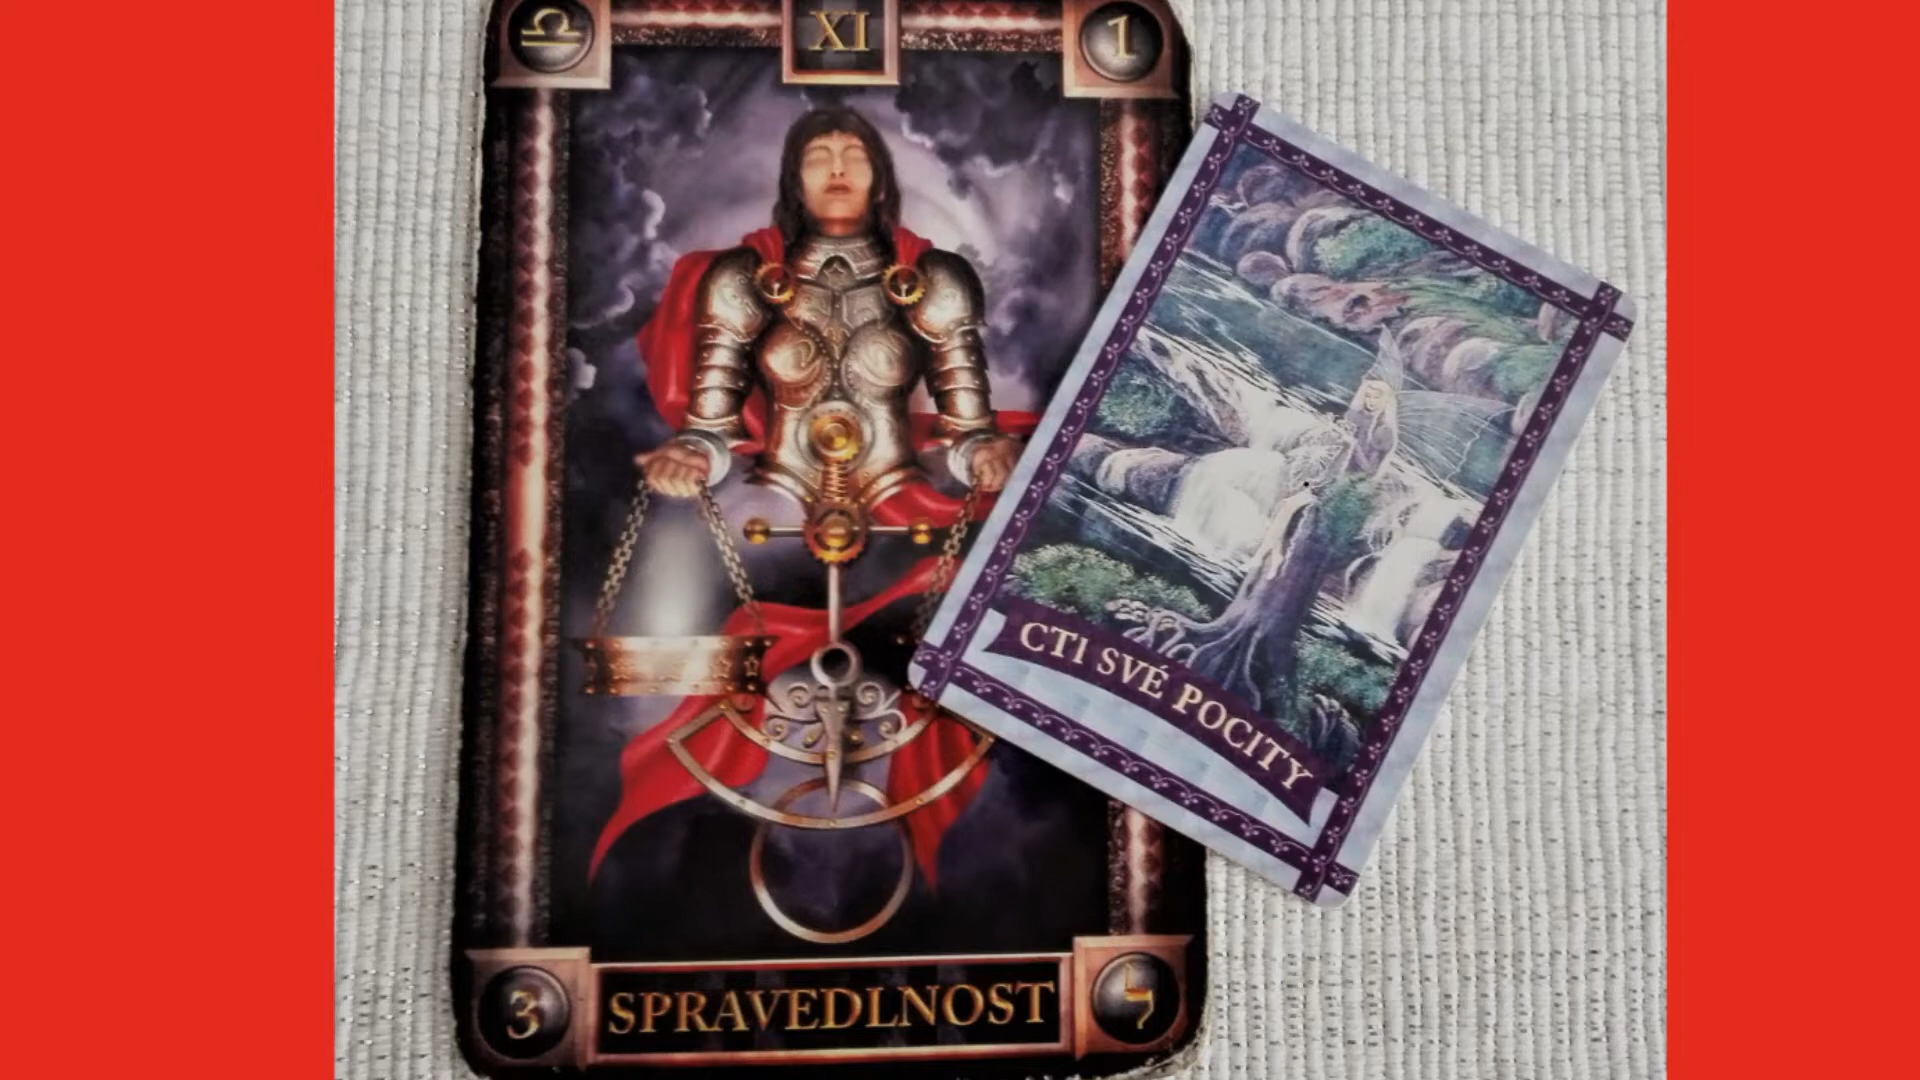 ♎ XI 1
CTI SVÉ POCITY
3 SPRAVEDLNOST ל